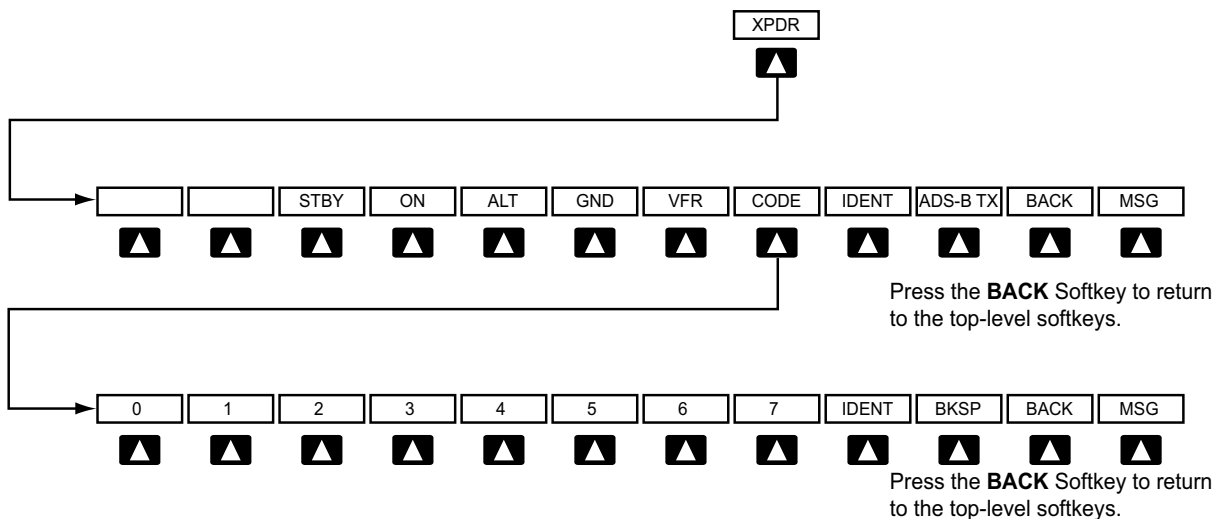 XPDR
STBY ON ALT GND VFR CODE IDENT ADS-B TX BACK MSG
Press the BACK Softkey to return
to the top-level softkeys.
0 1 2 3 4 5 6 7 IDENT BKSP BACK MSG
Press the BACK Softkey to return
to the top-level softkeys.